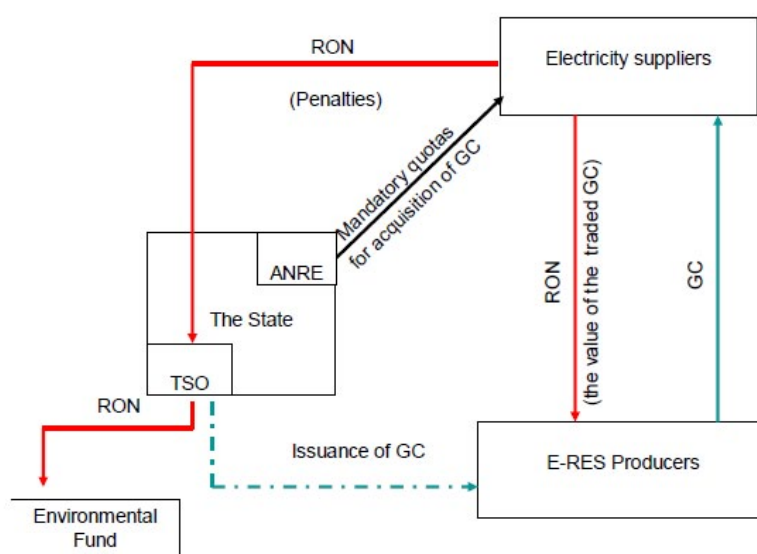 RON
Electricity suppliers
(Penalties)
Mandatory quotas
for acquisition of GC
RON
(the value of the traded GC)
GC
ANRE
The State
TSO
RON
Issuance of GC
E-RES Producers
Environmental
Fund